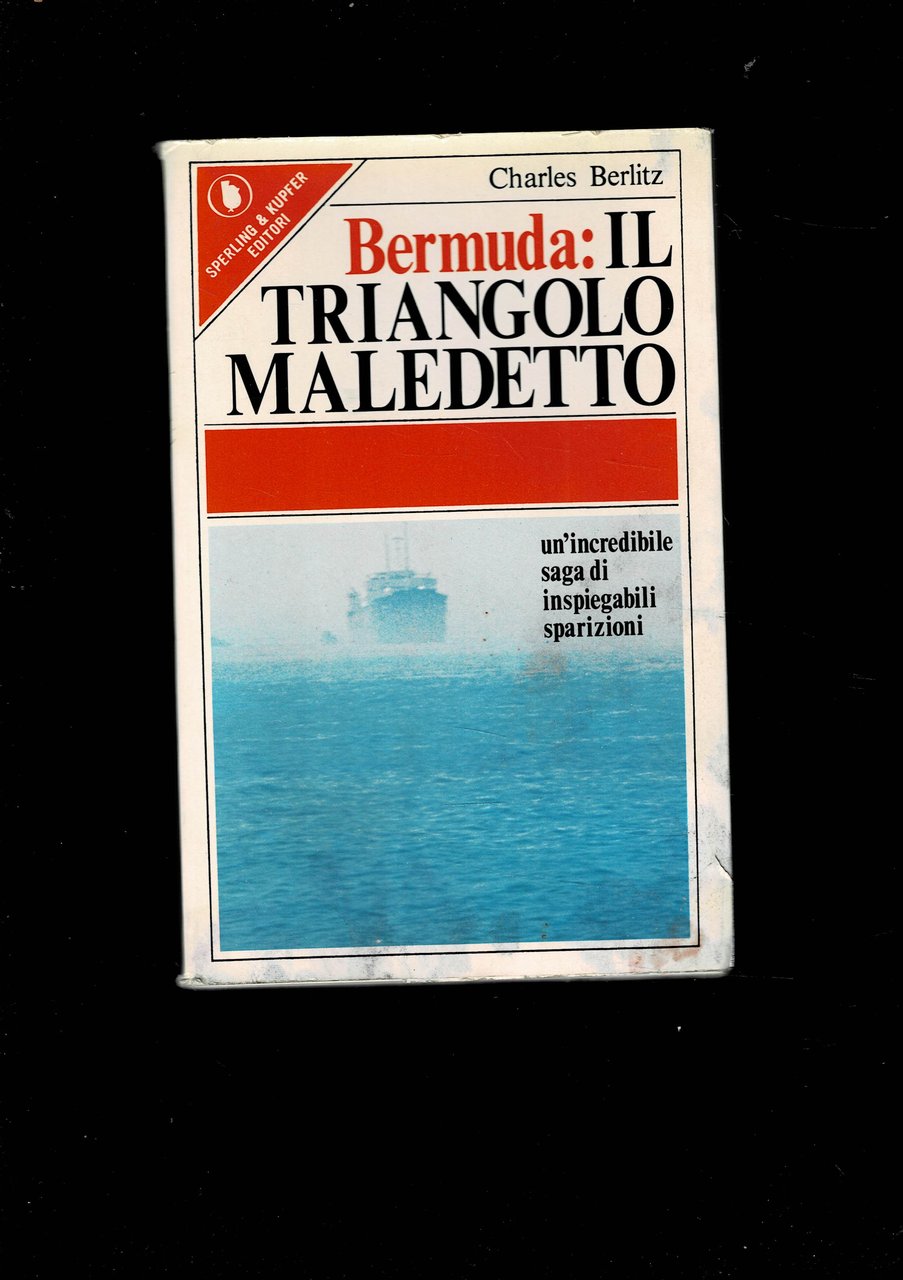 SPERLING & KUPFER
EDITORI
Charles Berlitz
Bermuda: IL
TRIANGOLO
MALEDETTO
un'incredibile
saga di
inspiegabili
sparizioni